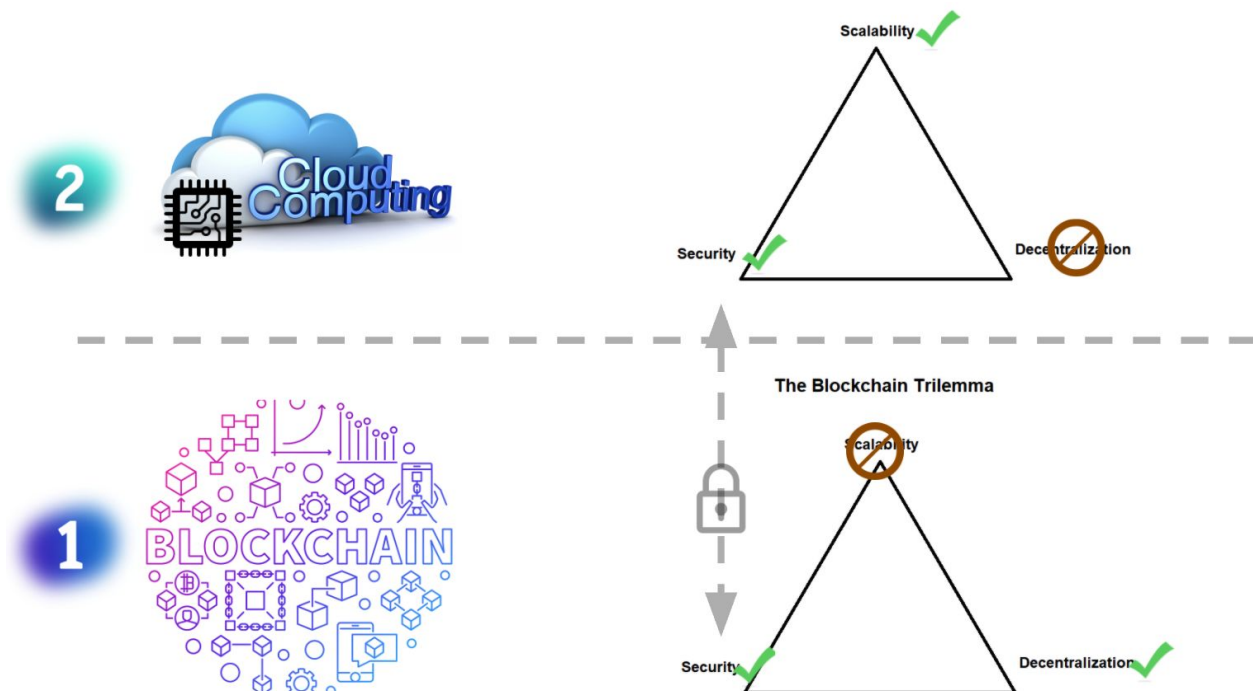 Scalability
2
Cloud
Computing
Security
Decentralization
The Blockchain Trilemma
Scalability
1
BLOCKCHAIN
Security
Decentralization